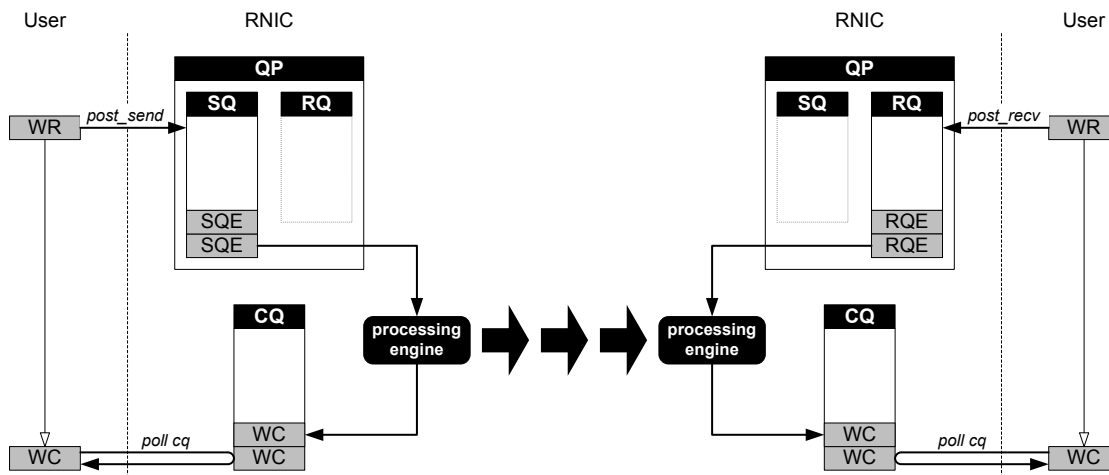 User
RNIC
RNIC
User
QP
QP
SQ
RQ
SQ
RQ
WR
post_send
post_recv
WR
SQE
SQE
RQE
RQE
CQ
processing
engine
processing
engine
CQ
WC
WC
WC
poll cq
WC
WC
poll cq
WC